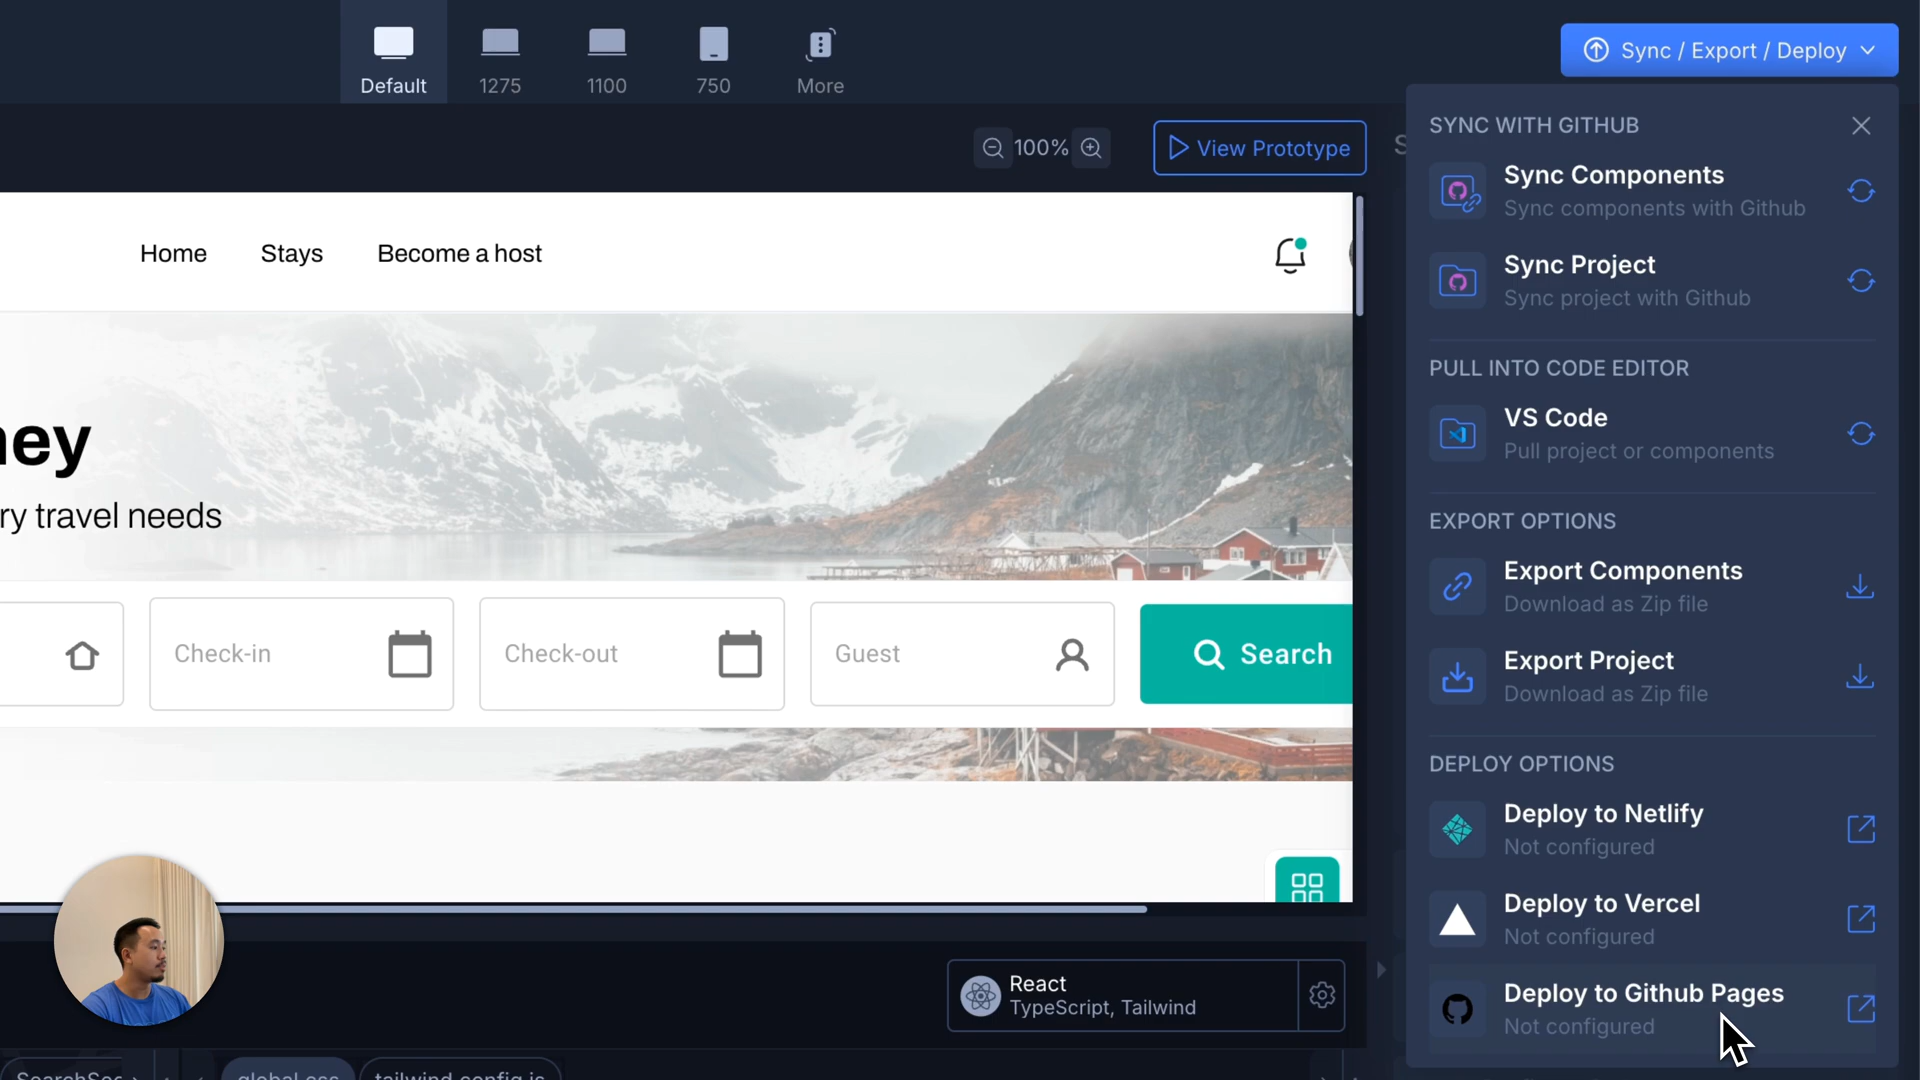 Default
1275
1100
750
More
Sync / Export / Deploy
100%
View Prototype
Home
Stays
Become a host
ney
ry travel needs
Check-in
Check-out
Guest
Search
React
TypeScript, Tailwind
global.css
tailwind.config.js
SYNC WITH GITHUB
Sync Components
Sync components with Github
Sync Project
Sync project with Github
PULL INTO CODE EDITOR
VS Code
Pull project or components
EXPORT OPTIONS
Export Components
Download as Zip file
Export Project
Download as Zip file
DEPLOY OPTIONS
Deploy to Netlify
Not configured
Deploy to Vercel
Not configured
Deploy to Github Pages
Not configured